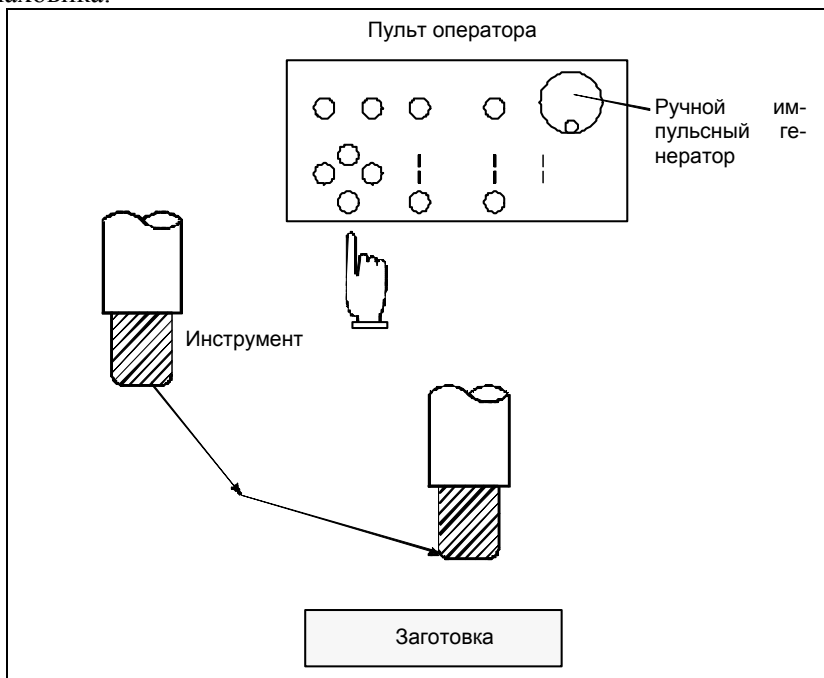 Пульт оператора
Ручной им-
пульсный ге-
нератор
Инструмент
Заготовка